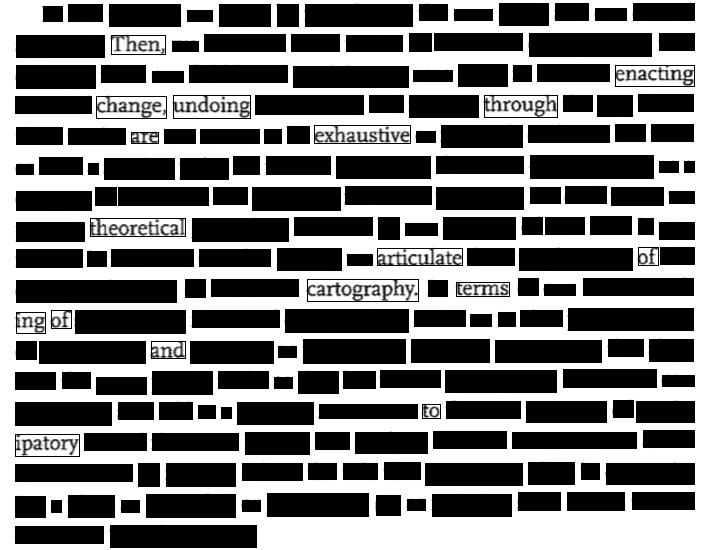 Then,
enacting
change, undoing through
are exhaustive
theoretical
articulate of
cartography. terms
ing of
and
to
ipatory